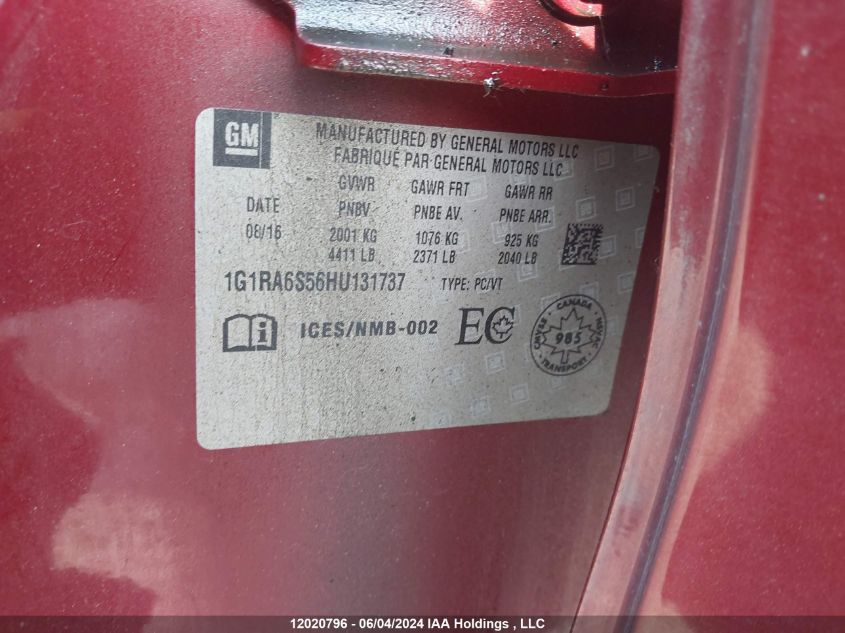 GM
MANUFACTURED BY GENERAL MOTORS LLC
FABRIQUÉ PAR GENERAL MOTORS LLC
DATE GVWR GAWR FRT GAWR RR
PNBV PNBE AV. PNBE ARR.
08/16 2001 KG 1076 KG 925 KG
4411 LB 2371 LB 2040 LB
1G1RA6S56HU131737 TYPE: PC/VT
i ICES/NMB-002 EC
CANADA
CMVSS NSVAC
985
TRANSPORT
12020796 - 06/04/2024 IAA Holdings , LLC